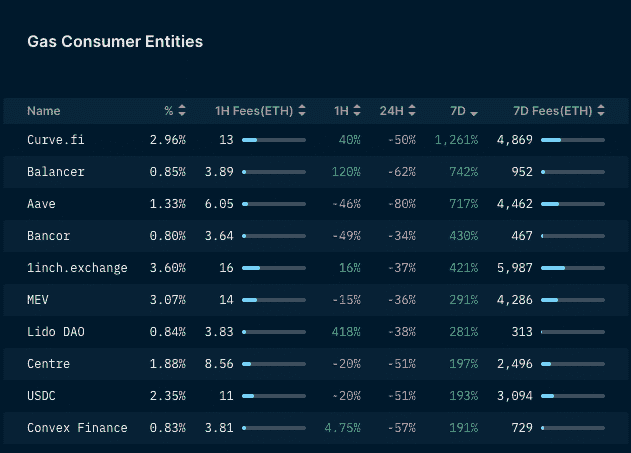 Gas Consumer Entities
Name % 1H Fees(ETH) 1H 24H 7D 7D Fees(ETH)
Curve.fi 2.96% 13 40% -50% 1,261% 4,869
Balancer 0.85% 3.89 120% -62% 742% 952
Aave 1.33% 6.05 -46% -80% 717% 4,462
Bancor 0.80% 3.64 -49% -34% 430% 467
1inch.exchange 3.60% 16 16% -37% 421% 5,987
MEV 3.07% 14 -15% -36% 291% 4,286
Lido DAO 0.84% 3.83 418% -38% 281% 313
Centre 1.88% 8.56 -20% -51% 197% 2,496
USDC 2.35% 11 -20% -51% 193% 3,094
Convex Finance 0.83% 3.81 4.75% -57% 191% 729